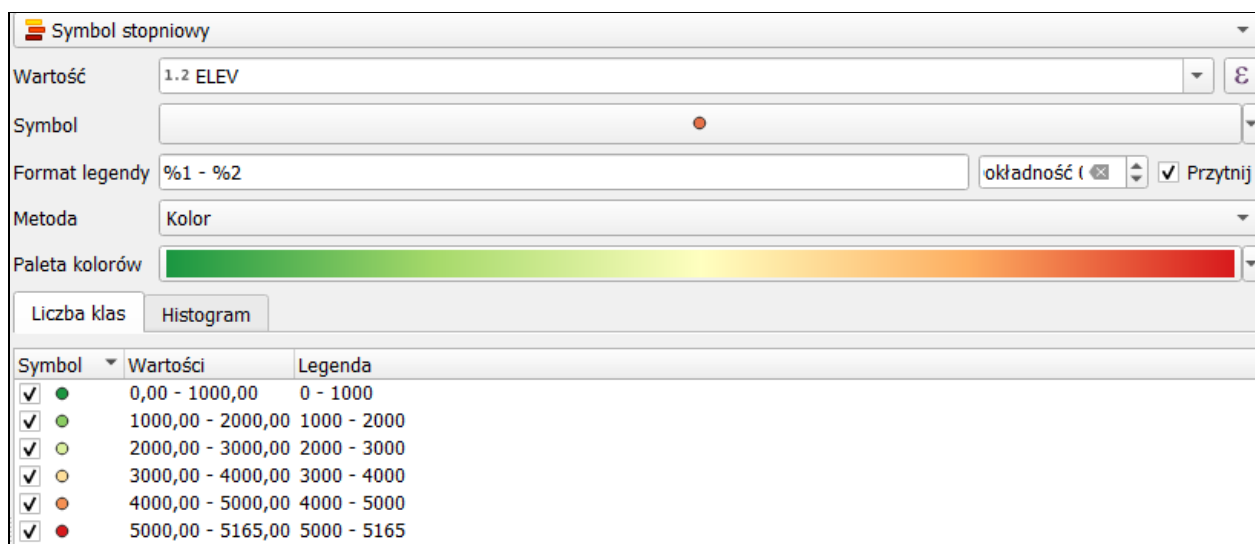 Symbol stopniowy
Wartość 1.2 ELEV ε
Symbol
Format legendy %1 - %2 okładność ( Przytnij
Metoda Kolor
Paleta kolorów
Liczba klas Histogram
Symbol Wartości Legenda
0,00 - 1000,00 0 - 1000
1000,00 - 2000,00 1000 - 2000
2000,00 - 3000,00 2000 - 3000
3000,00 - 4000,00 3000 - 4000
4000,00 - 5000,00 4000 - 5000
5000,00 - 5165,00 5000 - 5165